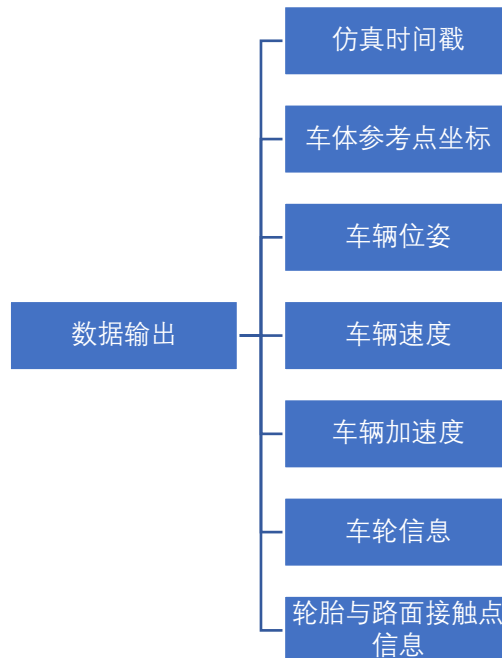 仿真时间戳
车体参考点坐标
车辆位姿
数据输出
车辆速度
车辆加速度
车轮信息
轮胎与路面接触点
信息